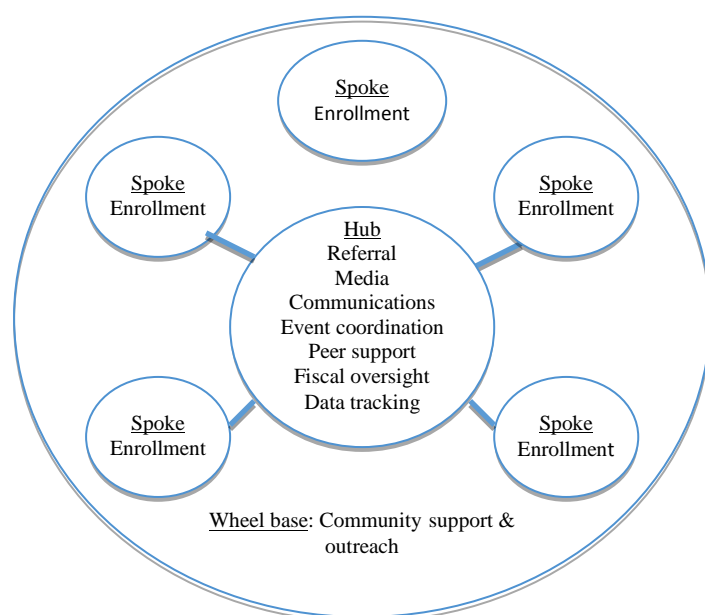 Spoke
Enrollment
Spoke
Enrollment
Spoke
Enrollment
Hub
Referral
Media
Communications
Event coordination
Peer support
Fiscal oversight
Data tracking
Spoke
Enrollment
Spoke
Enrollment
Wheel base: Community support &
outreach